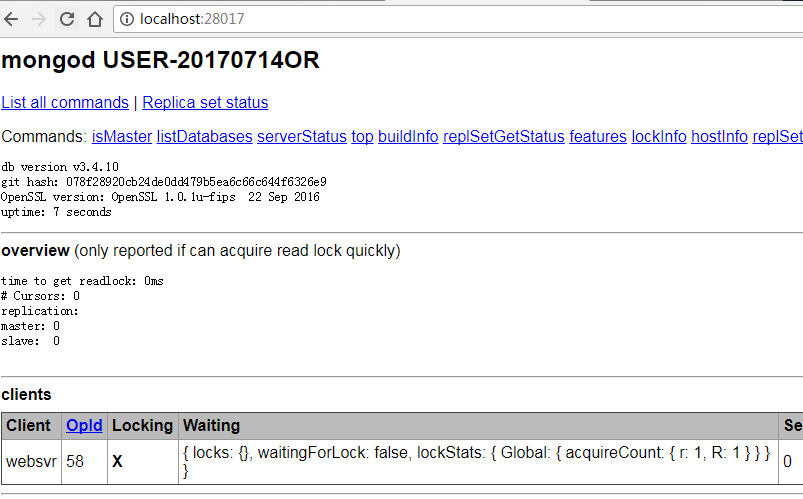 localhost:28017
mongod USER-20170714OR
List all commands | Replica set status
Commands: isMaster listDatabases serverStatus top buildInfo replSetGetStatus features lockInfo hostInfo replSet
db version v3.4.10
git hash: 078f28920cb24de0dd479b5ea6c66c644f6326e9
OpenSSL version: OpenSSL 1.0.1u-fips  22 Sep 2016
uptime: 7 seconds
overview (only reported if can acquire read lock quickly)
time to get readlock: 0ms
# Cursors: 0
replication:
master: 0
slave:  0
clients
Client OpId Locking Waiting Se
websvr 58 X { locks: {}, waitingForLock: false, lockStats: { Global: { acquireCount: { r: 1, R: 1 } } } 0
}